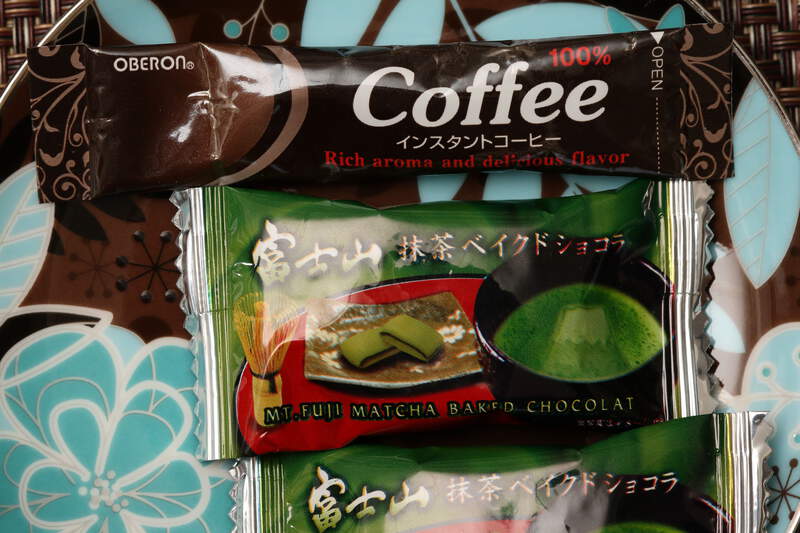 OBERON®
100%
Coffee
インスタントコーヒー
Rich aroma and delicious flavor
OPEN
富士山 抹茶ベイクドショコラ
MT.FUJI MATCHA BAKED CHOCOLAT
富士山 抹茶ベイクドショコラ